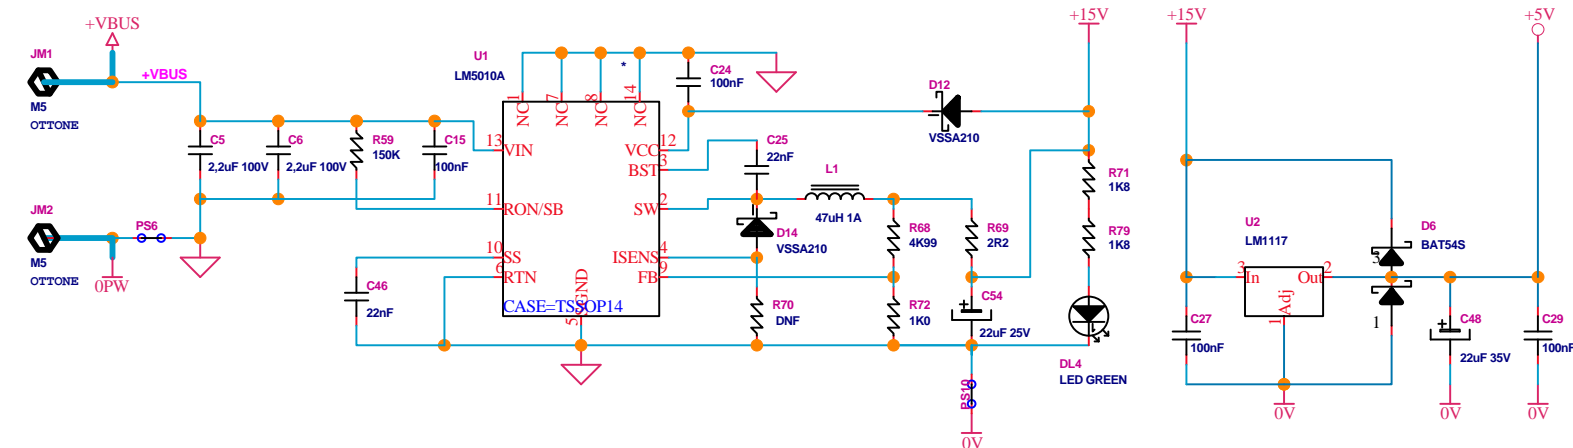 +VBUS
JM1
+VBUS
M5
OTTONE
C5
2,2uF 100V
C6
2,2uF 100V
R59
150K
C15
100nF
JM2
PS6
M5
OTTONE
0PW
U1
LM5010A
*
1
NC
7
NC
8
NC
14
NC
13
VIN
VCC
12
BST
3
11
RON/SB
SW
2
10
SS
ISENS
4
6
RTN
FB
9
CASE=TSSOP14
5
C46
22nF
C24
100nF
C25
22nF
L1
47uH 1A
D14
VSSA210
R70
DNF
R68
4K99
R72
1K0
R69
2R2
C54
22uF 25V
PS10
0V
D12
VSSA210
+15V
R71
1K8
R79
1K8
DL4
LED GREEN
+15V
+5V
U2
LM1117
3
In
Out
2
Adj
1
D6
BAT54S
3
1
C27
100nF
C48
22uF 35V
C29
100nF
0V
0V
0V